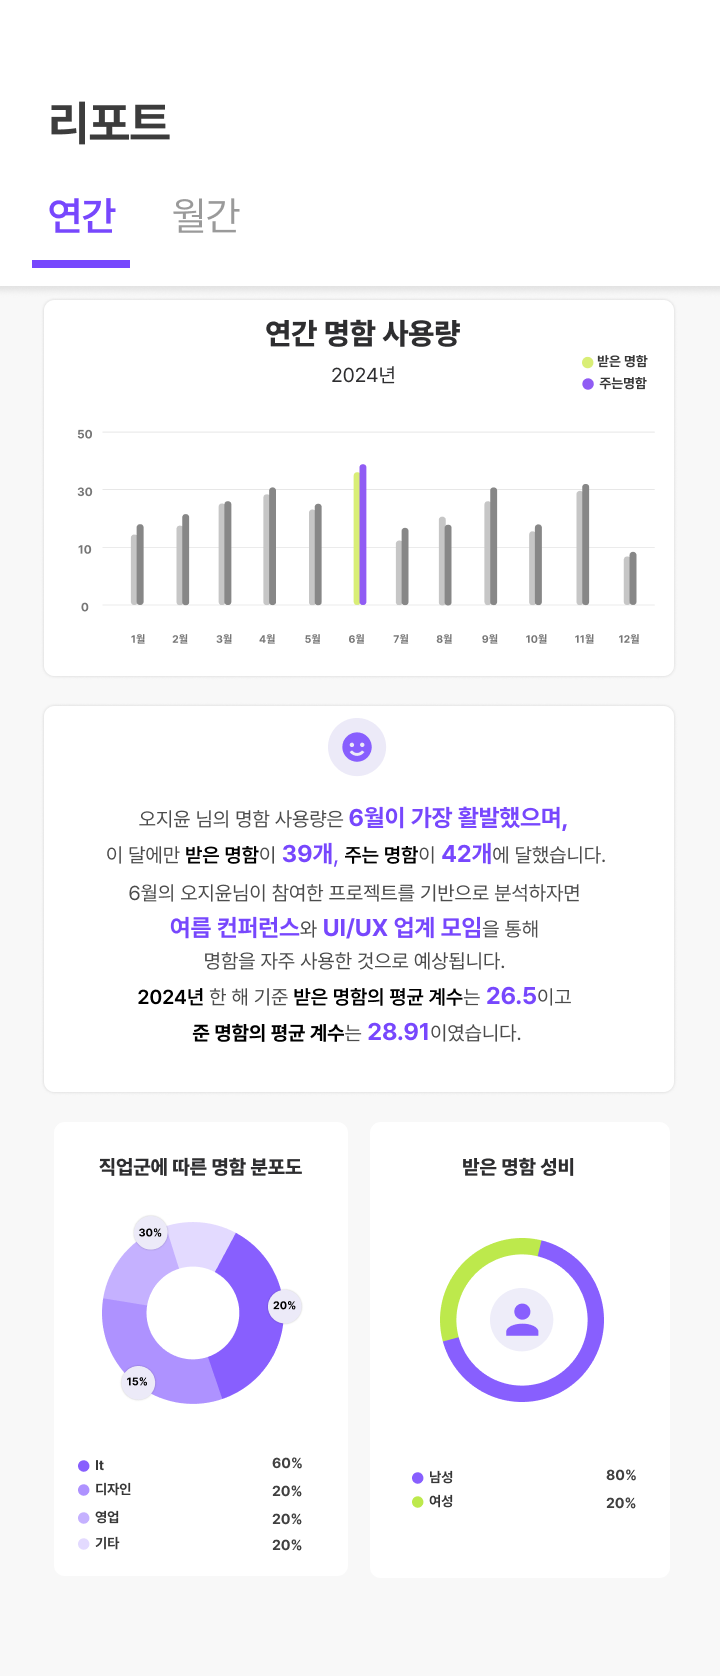 리포트
연간 월간
연간 명함 사용량
2024년
받은 명함
주는명함
50
30
10
0
1월 2월 3월 4월 5월 6월 7월 8월 9월 10월 11월 12월
오지윤 님의 명함 사용량은 6월이 가장 활발했으며,
이 달에만 받은 명함이 39개, 주는 명함이 42개에 달했습니다.
6월의 오지윤님이 참여한 프로젝트를 기반으로 분석하자면
여름 컨퍼런스와 UI/UX 업계 모임을 통해
명함을 자주 사용한 것으로 예상됩니다.
2024년 한 해 기준 받은 명함의 평균 계수는 26.5이고
준 명함의 평균 계수는 28.91이였습니다.
직업군에 따른 명함 분포도
30%
20%
15%
It 60%
디자인 20%
영업 20%
기타 20%
받은 명함 성비
남성 80%
여성 20%